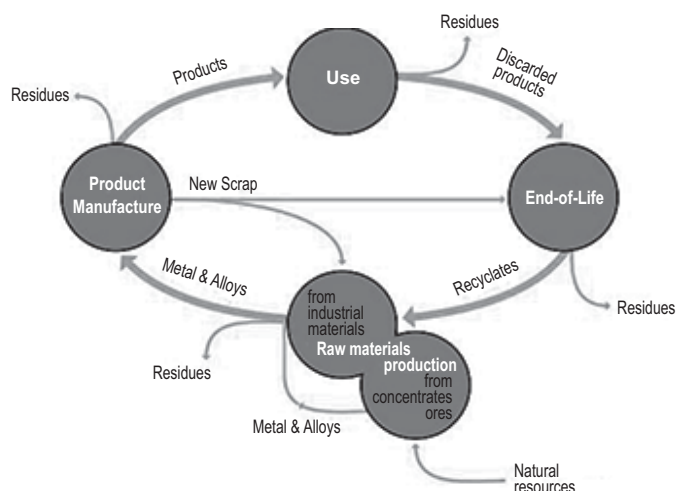 Residues
Products
Use
Discarded
products
Residues
Product
Manufacture
New Scrap
End-of-Life
Metal & Alloys
Recyclates
from
industrial
materials
Raw materials
production
from
concentrates
ores
Residues
Residues
Metal & Alloys
Natural
resources